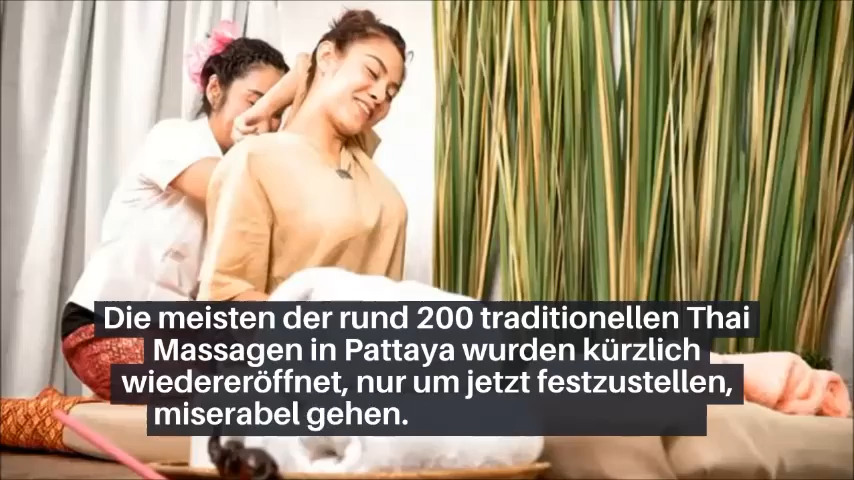 Die meisten der rund 200 traditionellen Thai
Massagen in Pattaya wurden kürzlich
wiedereröffnet, nur um jetzt festzustellen,
miserabel gehen.